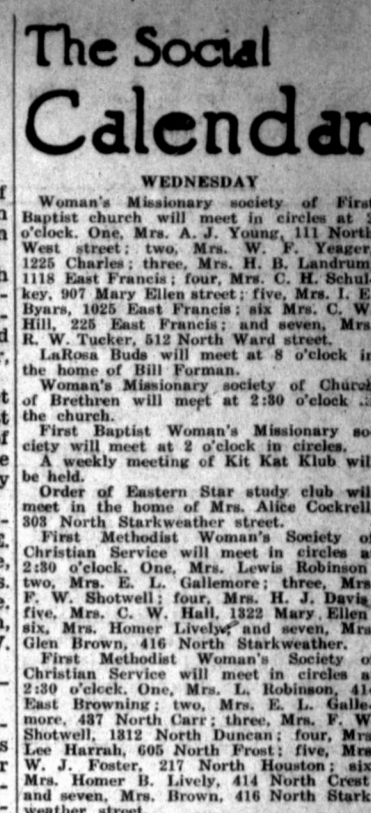 The Social
Calendar
WEDNESDAY
Woman's Missionary society of First
Baptist church will meet in circles at 2
o'clock. One, Mrs. A. J. Young, 111 North
West street; two, Mrs. W. F. Yeager,
1225 Charles; three, Mrs. H. B. Landrum,
1118 East Francis; four, Mrs. C. H. Schul-
key, 907 Mary Ellen street; five, Mrs. I. E.
Byars, 1025 East Francis; six Mrs. C. W.
Hill, 225 East Francis; and seven, Mrs.
R. W. Tucker, 512 North Ward street.
LaRosa Buds will meet at 8 o'clock in
the home of Bill Forman.
Woman's Missionary society of Church
of Brethren will meet at 2:30 o'clock
the church.
First Baptist Woman's Missionary so-
ciety will meet at 2 o'clock in circles.
A weekly meeting of Kit Kat Klub will
be held.
Order of Eastern Star study club will
meet in the home of Mrs. Alice Cockrell,
303 North Starkweather street.
First Methodist Woman's Society of
Christian Service will meet in circles at
2:30 o'clock. One, Mrs. Lewis Robinson
two, Mrs. E. L. Gallemore; three, Mrs.
F. W. Shotwell; four, Mrs. H. J. Davis,
five, Mrs. C. W. Hall, 1322 Mary Ellen
six, Mrs. Homer Lively; and seven, Mrs.
Glen Brown, 416 North Starkweather.
First Methodist Woman's Society of
Christian Service will meet in circles at
2:30 o'clock. One, Mrs. L. Robinson, 41
East Browning; two, Mrs. E. L. Galle-
more, 437 North Carr; three, Mrs. F. W.
Shotwell, 1312 North Duncan; four, Mrs.
Lee Harrah, 605 North Frost; five, Mrs.
W. J. Foster, 217 North Houston; six
Mrs. Homer B. Lively, 414 North Crest
and seven, Mrs. Brown, 416 North Stark-
weather street.